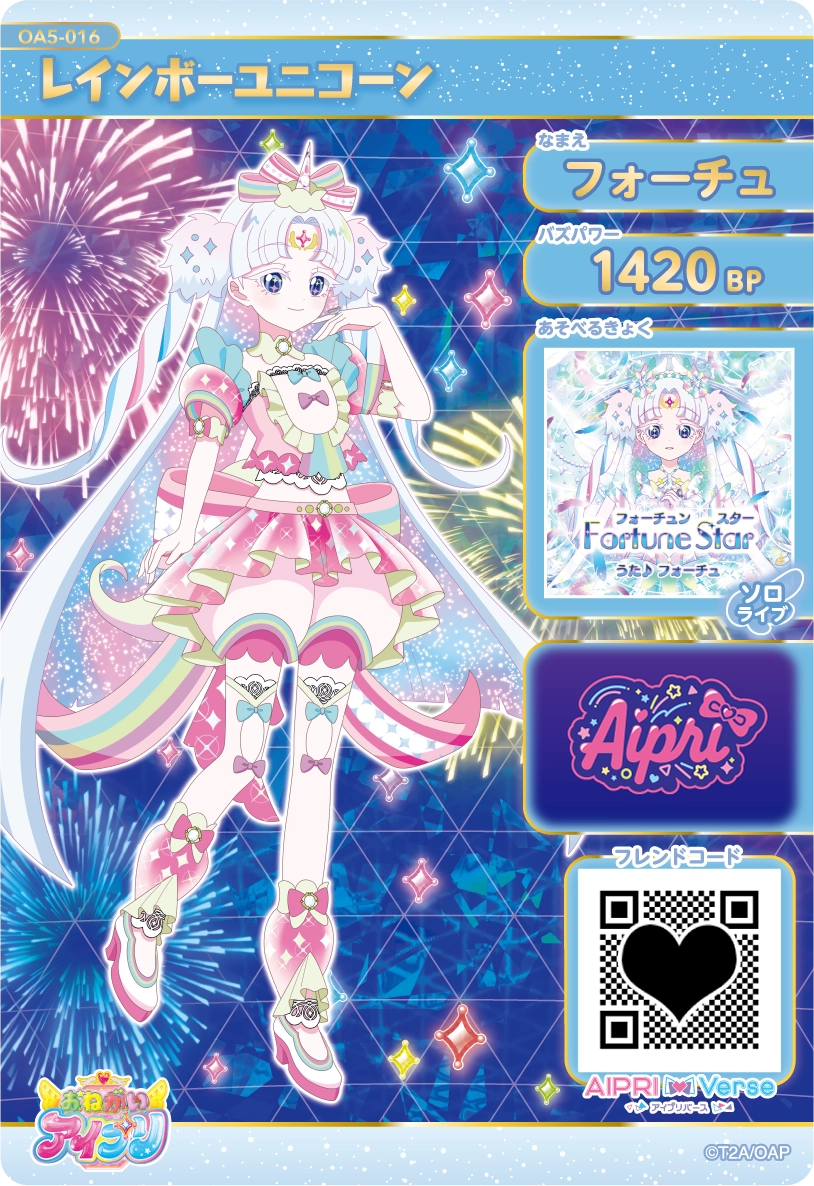 OA5-016
レインボーユニコーン
なまえ
フォーチュ
バズパワー
1420 BP
あそべるきょく
フォーチュン スター
Fortune Star
うた♪ フォーチュ
ソロ
ライブ
Aipri
フレンドコード
AIPRI Verse
アイプリバース
おねがい
アイプリ
©T2A/OAP